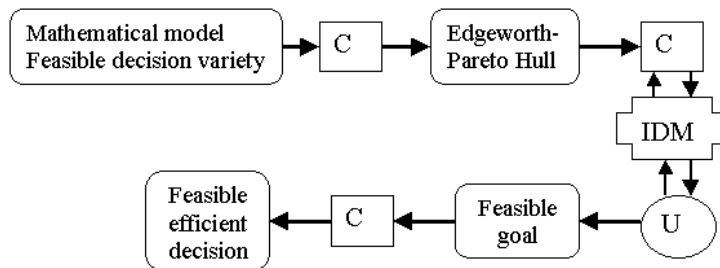 Mathematical model
Feasible decision variety
C
Edgeworth-
Pareto Hull
C
IDM
Feasible
efficient
decision
C
Feasible
goal
U